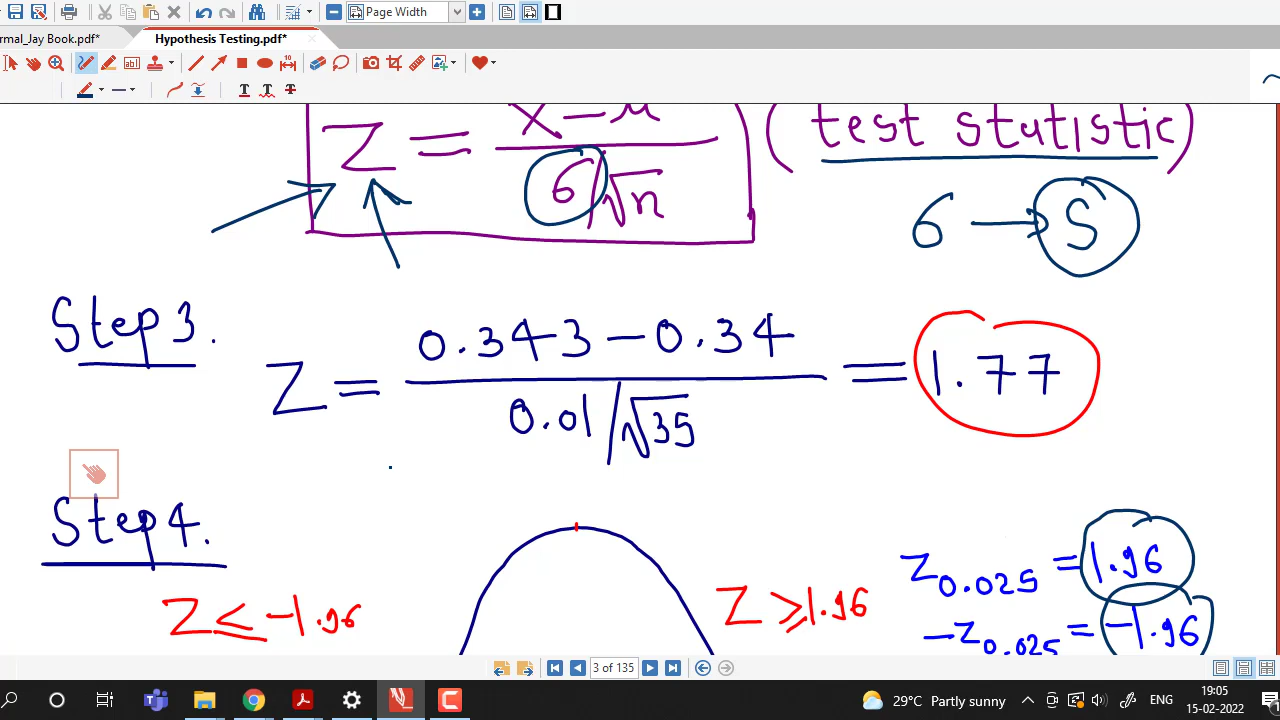 Page Width
rmal_Jay Book.pdf* Hypothesis Testing.pdf*
Z = X̄ - μ / 6/√n (test statistic)
6 → S
Step 3.
Z = 0.343 - 0.34 / 0.01/√35 = 1.77
Step 4.
Z0.025 = 1.96
Z ≤ -1.96 Z ≥ 1.96
-Z0.025 = -1.96
3 of 135
29°C Partly sunny ENG 19:05
15-02-2022